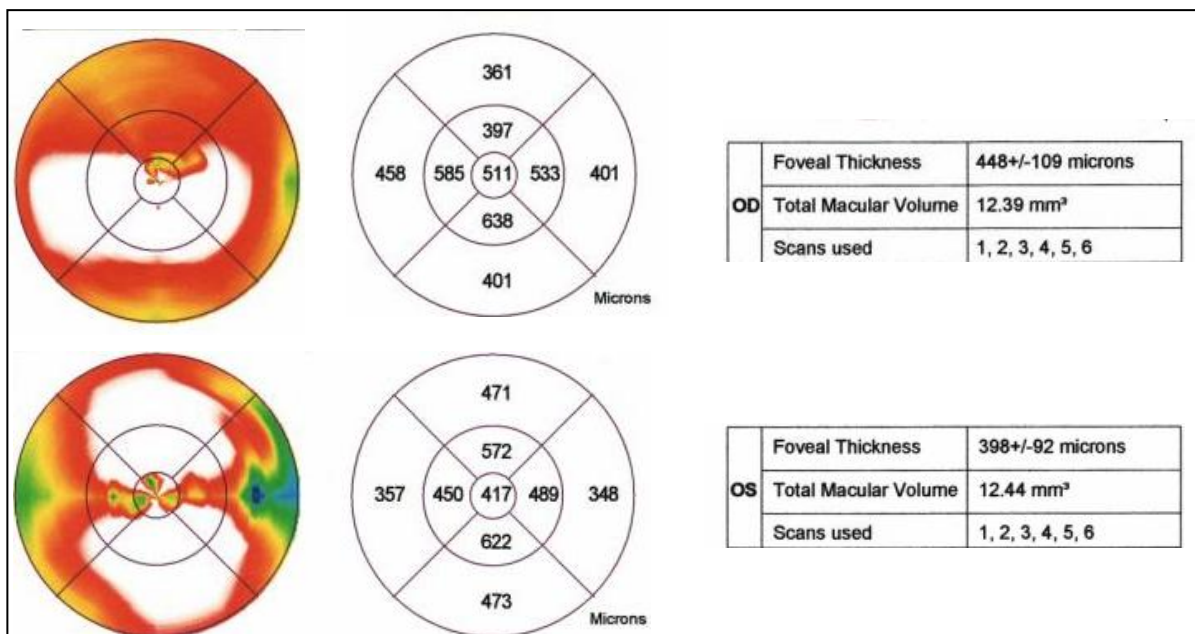 361
397
458 585 511 533 401
638
401
Microns
OD
Foveal Thickness 448+/-109 microns
Total Macular Volume 12.39 mm³
Scans used 1, 2, 3, 4, 5, 6
471
572
357 450 417 489 348
622
473
Microns
OS
Foveal Thickness 398+/-92 microns
Total Macular Volume 12.44 mm³
Scans used 1, 2, 3, 4, 5, 6